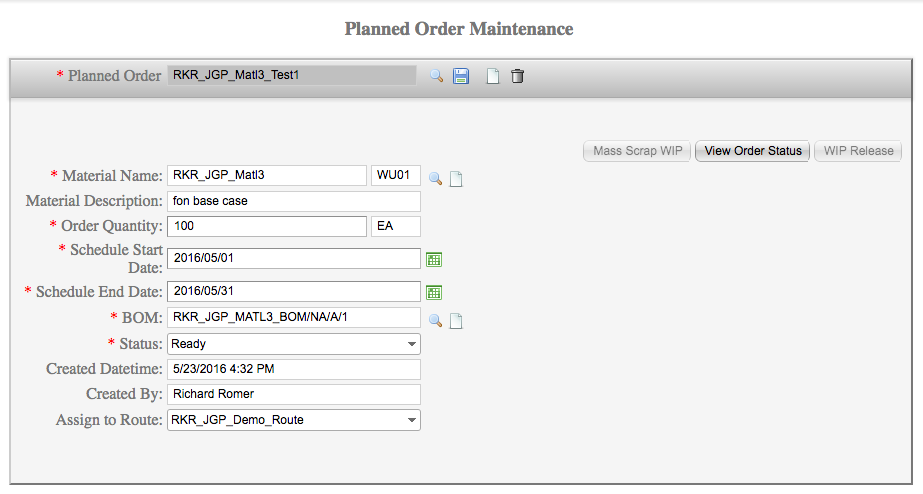 Planned Order Maintenance
* Planned Order RKR_JGP_Matl3_Test1
Mass Scrap WIP View Order Status WIP Release
* Material Name: RKR_JGP_Matl3 WU01
Material Description: fon base case
* Order Quantity: 100 EA
* Schedule Start
Date: 2016/05/01
* Schedule End Date: 2016/05/31
* BOM: RKR_JGP_MATL3_BOM/NA/A/1
* Status: Ready
Created Datetime: 5/23/2016 4:32 PM
Created By: Richard Romer
Assign to Route: RKR_JGP_Demo_Route